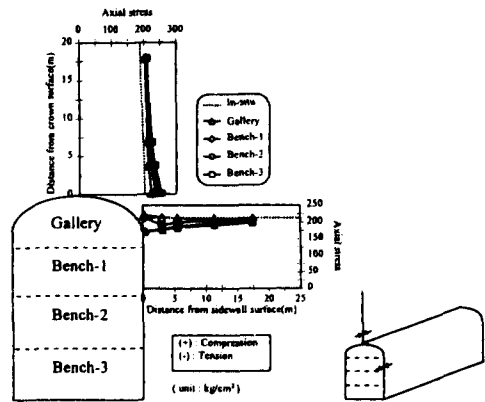 Axial stress
0 100 200 300
20
15
10
5
0
Distance from crown surface(m)
In-situ
Gallery
Bench-1
Bench-2
Bench-3
Gallery
Bench-1
Bench-2
Bench-3
250
200
150
100
50
0
Axial stress
0 5 10 15 20 25
Distance from sidewall surface(m)
(+) : Compression
(-) : Tension
( unit : kg/cm²)